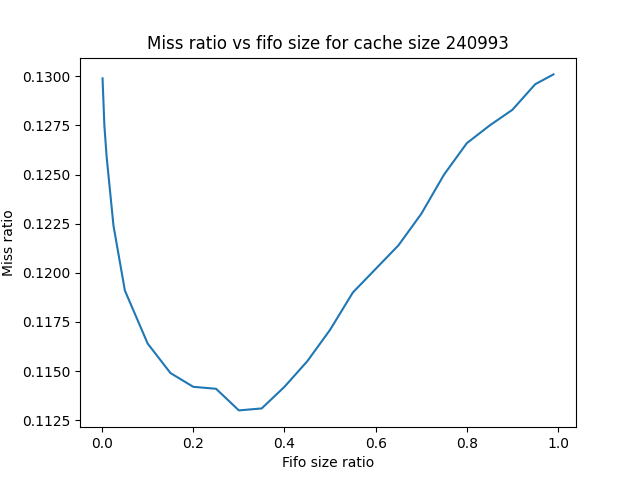 Miss ratio vs fifo size for cache size 240993
0.1300
0.1275
0.1250
0.1225
0.1200
0.1175
0.1150
0.1125
Miss ratio
0.0 0.2 0.4 0.6 0.8 1.0
Fifo size ratio